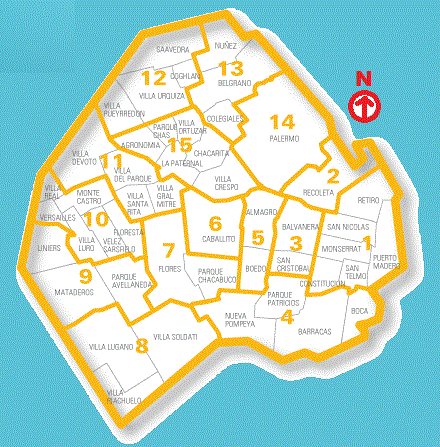 NUÑEZ
SAAVEDRA
13
12
COGHLAN
BELGRANO
N
VILLA URQUIZA
VILLA
PUEYRREDON
COLEGIALES
14
PALERMO
PARQUE
CHAS
VILLA
ORTUZAR
15
AGRONOMIA
CHACARITA
LA PATERNAL
VILLA
DEVOTO
11
VILLA
DEL PARQUE
VILLA
CRESPO
2
RECOLETA
VILLA
REAL
MONTE
CASTRO
VILLA
SANTA
RITA
VILLA
GRAL
MITRE
RETIRO
VERSALLES
10
ALMAGRO
6
CABALLITO
BALVANERA
SAN NICOLAS
FLORESTA
5
3
1
LINIERS
VILLA
LURO
VELEZ
SARSFIELD
7
FLORES
MONSERRAT
PUERTO
MADERO
BOEDO
SAN
CRISTOBAL
SAN
TELMO
9
MATADEROS
PARQUE
AVELLANEDA
PARQUE
CHACABUCO
CONSTITUCION
PARQUE
PATRICIOS
NUEVA
POMPEYA
4
BOCA
BARRACAS
VILLA LUGANO
8
VILLA SOLDATI
VILLA
RIACHUELO